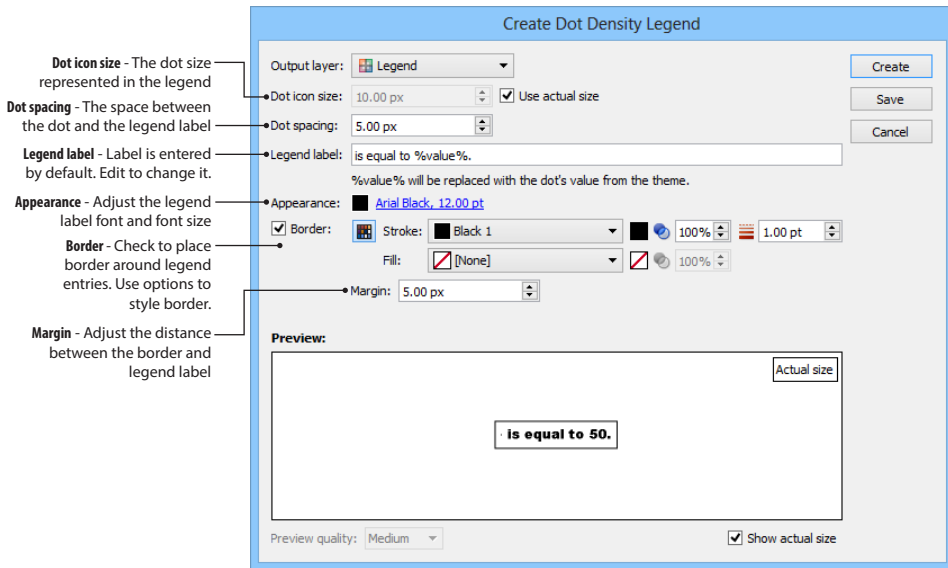 Create Dot Density Legend
Dot icon size - The dot size
represented in the legend
Dot spacing - The space between
the dot and the legend label
Legend label - Label is entered
by default. Edit to change it.
Appearance - Adjust the legend
label font and font size
Border - Check to place
border around legend
entries. Use options to
style border.
Margin - Adjust the distance
between the border and
legend label
Output layer: Legend
Dot icon size: 10.00 px Use actual size
Dot spacing: 5.00 px
Legend label: is equal to %value%.
%value% will be replaced with the dot's value from the theme.
Appearance: Arial Black, 12.00 pt
Border: Stroke: Black 1 100% 1.00 pt
Fill: [None] 100%
Margin: 5.00 px
Create
Save
Cancel
Preview:
Actual size
is equal to 50.
Preview quality: Medium Show actual size